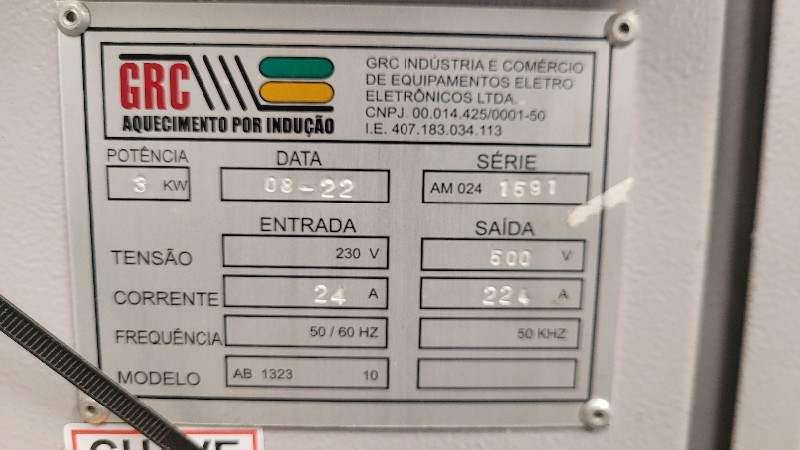 GRC
AQUECIMENTO POR INDUÇÃO
GRC INDÚSTRIA E COMÉRCIO
DE EQUIPAMENTOS ELETRO
ELETRÔNICOS LTDA.
CNPJ. 00.014.425/0001-50
I.E. 407.183.034.113
POTÊNCIA DATA SÉRIE
3 KW 08-22 AM 024 1591
ENTRADA SAÍDA
TENSÃO 230 V 500 V
CORRENTE 24 A 224 A
FREQUÊNCIA 50 / 60 HZ 50 KHZ
MODELO AB 1323 10